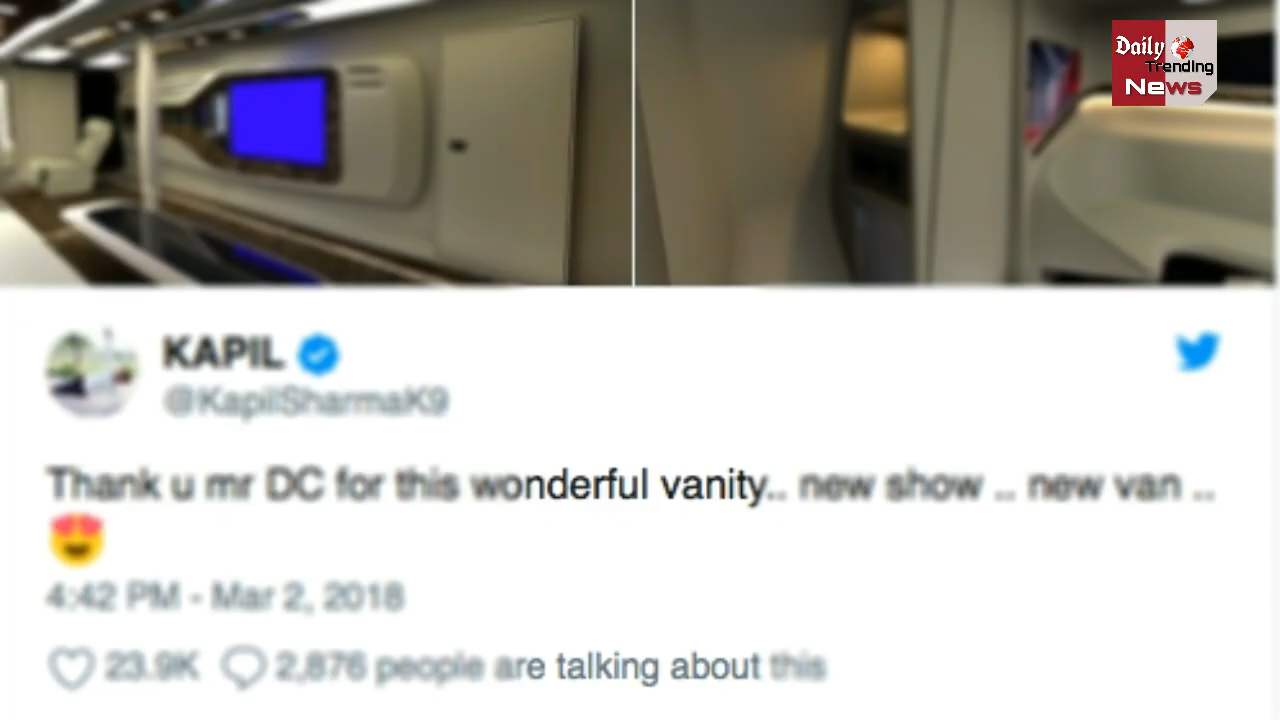 Daily
Trending
News
KAPIL
@KapilSharmaK9
Thank u mr DC for this wonderful vanity.. new show .. new van ..
😍
4:42 PM - Mar 2, 2018
23.9K 2,876 people are talking about this